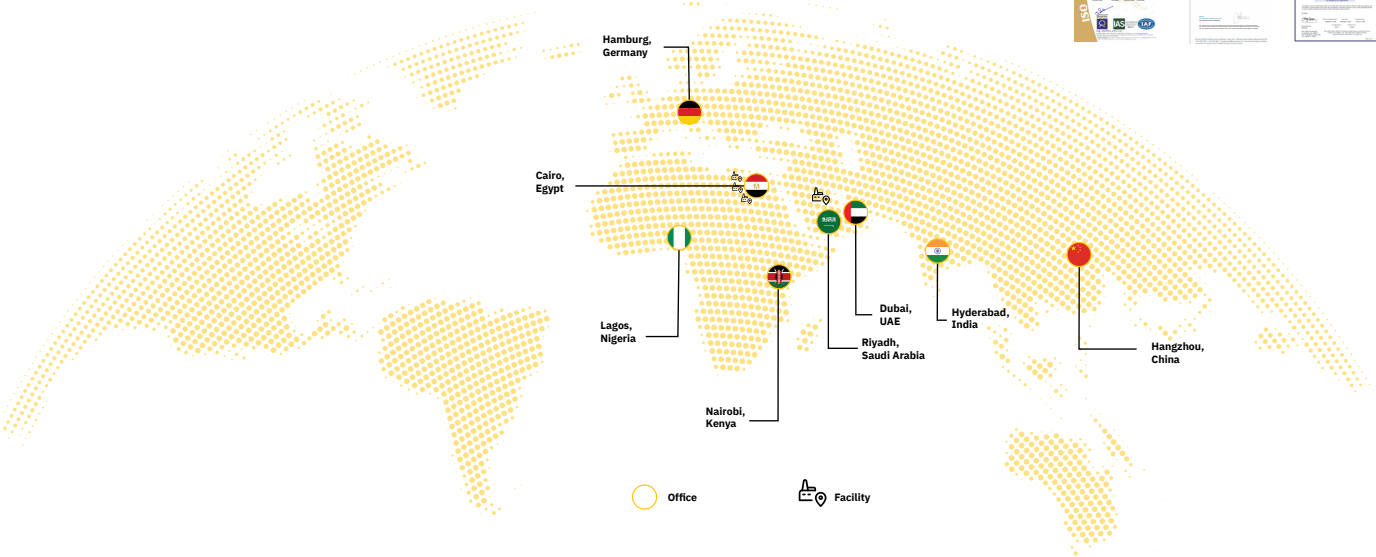 ISO
IAS
IAF
Hamburg,
Germany
Cairo,
Egypt
Lagos,
Nigeria
Nairobi,
Kenya
Dubai,
UAE
Riyadh,
Saudi Arabia
Hyderabad,
India
Hangzhou,
China
Office
Facility